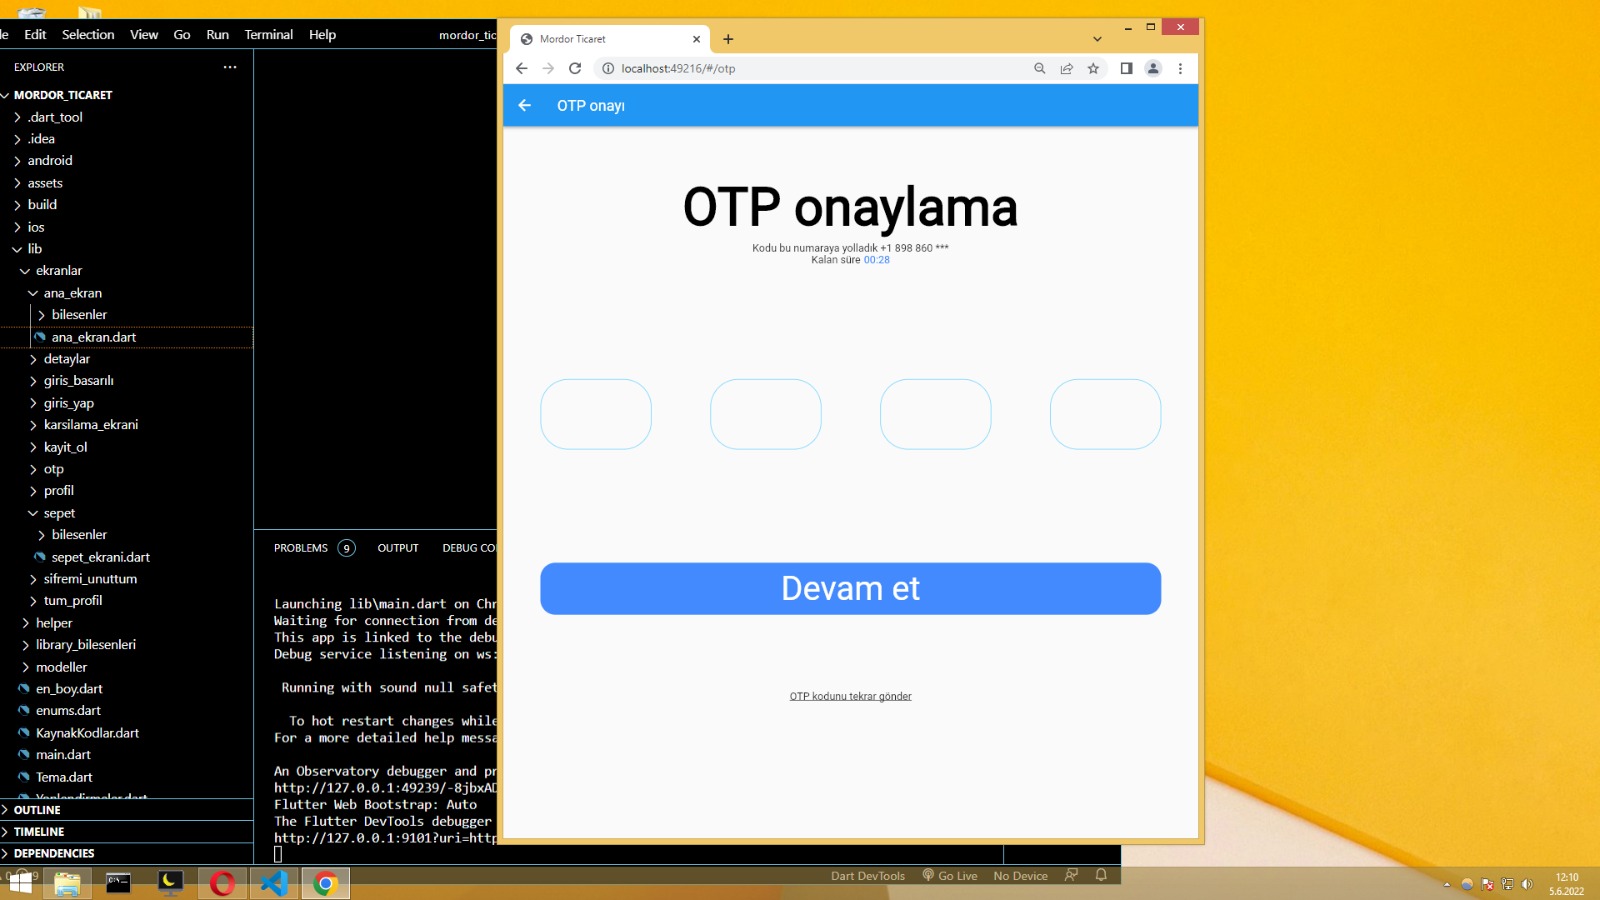 Edit Selection View Go Run Terminal Help
mordor_tic
EXPLORER
MORDOR_TICARET
.dart_tool
.idea
android
assets
build
ios
lib
ekranlar
ana_ekran
bilesenler
ana_ekran.dart
detaylar
giris_basarılı
giris_yap
karsilama_ekrani
kayit_ol
otp
profil
sepet
bilesenler
sepet_ekrani.dart
sifremi_unuttum
tum_profil
helper
library_bilesenleri
modeller
en_boy.dart
enums.dart
KaynakKodlar.dart
main.dart
Tema.dart
OUTLINE
TIMELINE
DEPENDENCIES
PROBLEMS 9 OUTPUT DEBUG CO
Launching lib\main.dart on Chr
Waiting for connection from de
This app is linked to the debu
Debug service listening on ws:
Running with sound null safet
To hot restart changes while
For a more detailed help messa
An Observatory debugger and pr
http://127.0.0.1:49239/-8jbxAD
Flutter Web Bootstrap: Auto
The Flutter DevTools debugger
http://127.0.0.1:9101?uri=http
Mordor Ticaret
localhost:49216/#/otp
OTP onayı
OTP onaylama
Kodu bu numaraya yolladık +1 898 860 ***
Kalan süre 00:28
Devam et
OTP kodunu tekrar gönder
Dart DevTools Go Live No Device
12:10
5.6.2022